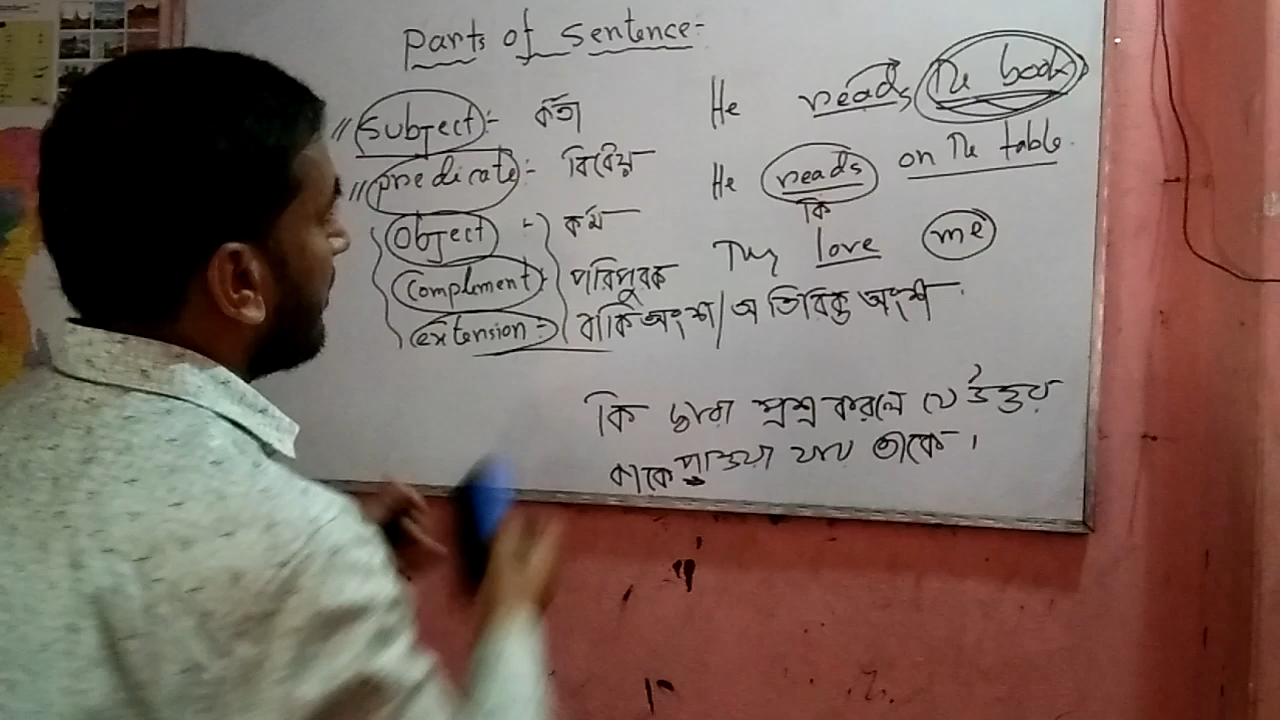 Parts of Sentence:-
Subject :- কর্তা
predicate :- বিধেয়
Object :- কর্ম
Complement :- পরিপূরক
extension :- বাকি অংশ/অতিরিক্ত অংশ
He reads the book
He reads on the table.
কি
They love me
কি দ্বারা প্রশ্ন করলে যে উত্তর
কাকে পাওয়া যায় তাকে।